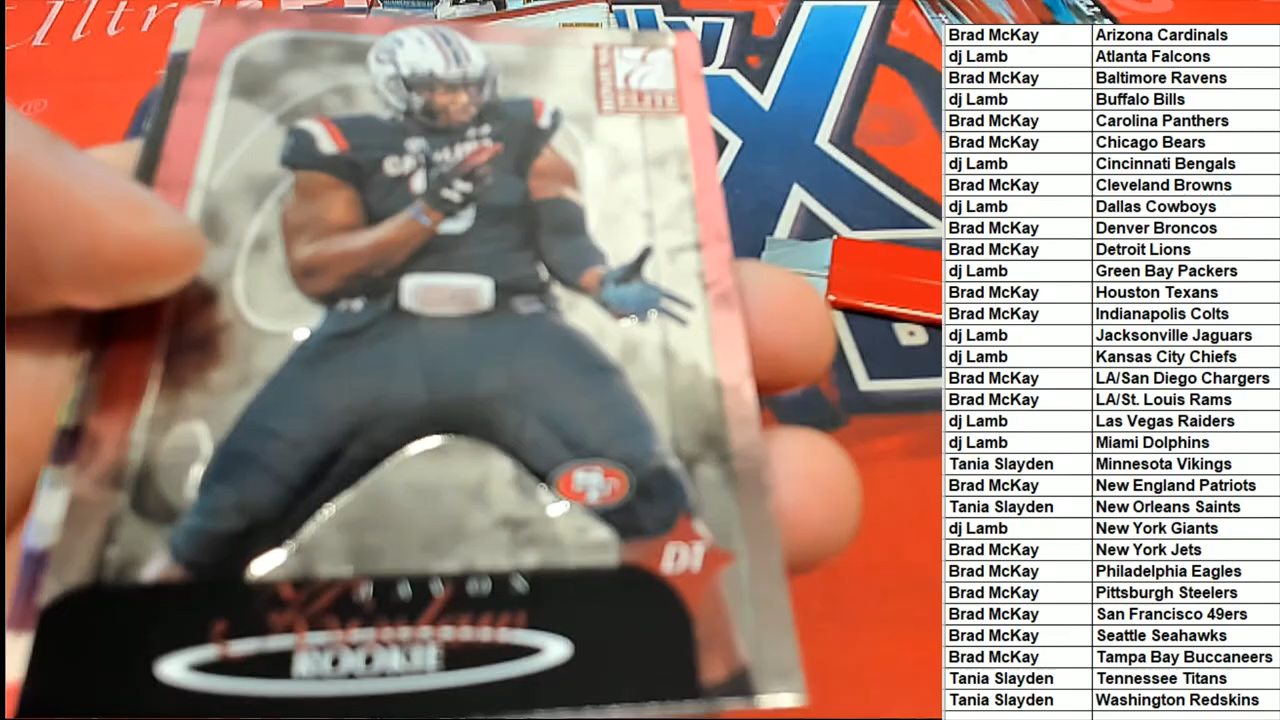 Ultra
DONRUSS
ELITE
SF
DT
ROOKIE
Brad McKay Arizona Cardinals
dj Lamb Atlanta Falcons
Brad McKay Baltimore Ravens
dj Lamb Buffalo Bills
Brad McKay Carolina Panthers
Brad McKay Chicago Bears
dj Lamb Cincinnati Bengals
Brad McKay Cleveland Browns
dj Lamb Dallas Cowboys
Brad McKay Denver Broncos
Brad McKay Detroit Lions
dj Lamb Green Bay Packers
Brad McKay Houston Texans
Brad McKay Indianapolis Colts
dj Lamb Jacksonville Jaguars
dj Lamb Kansas City Chiefs
Brad McKay LA/San Diego Chargers
Brad McKay LA/St. Louis Rams
dj Lamb Las Vegas Raiders
dj Lamb Miami Dolphins
Tania Slayden Minnesota Vikings
Brad McKay New England Patriots
Tania Slayden New Orleans Saints
dj Lamb New York Giants
Brad McKay New York Jets
Brad McKay Philadelphia Eagles
Brad McKay Pittsburgh Steelers
Brad McKay San Francisco 49ers
Brad McKay Seattle Seahawks
Brad McKay Tampa Bay Buccaneers
Tania Slayden Tennessee Titans
Tania Slayden Washington Redskins